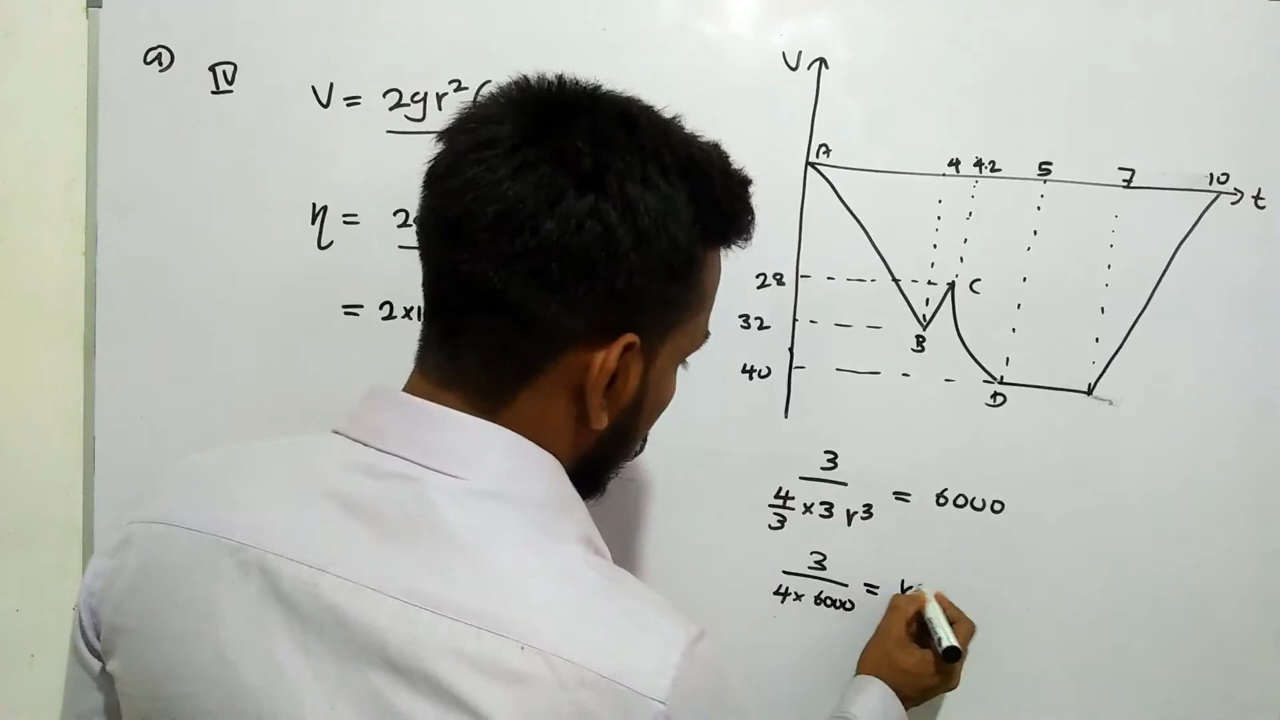 a)
IV
V = 2gr²(
η = 2
= 2×1
V
A
4 4.2 5 7 10
t
28
C
32
B
40
D
3
4/3 × 3 r³ = 6000
3
4 × 6000 = r